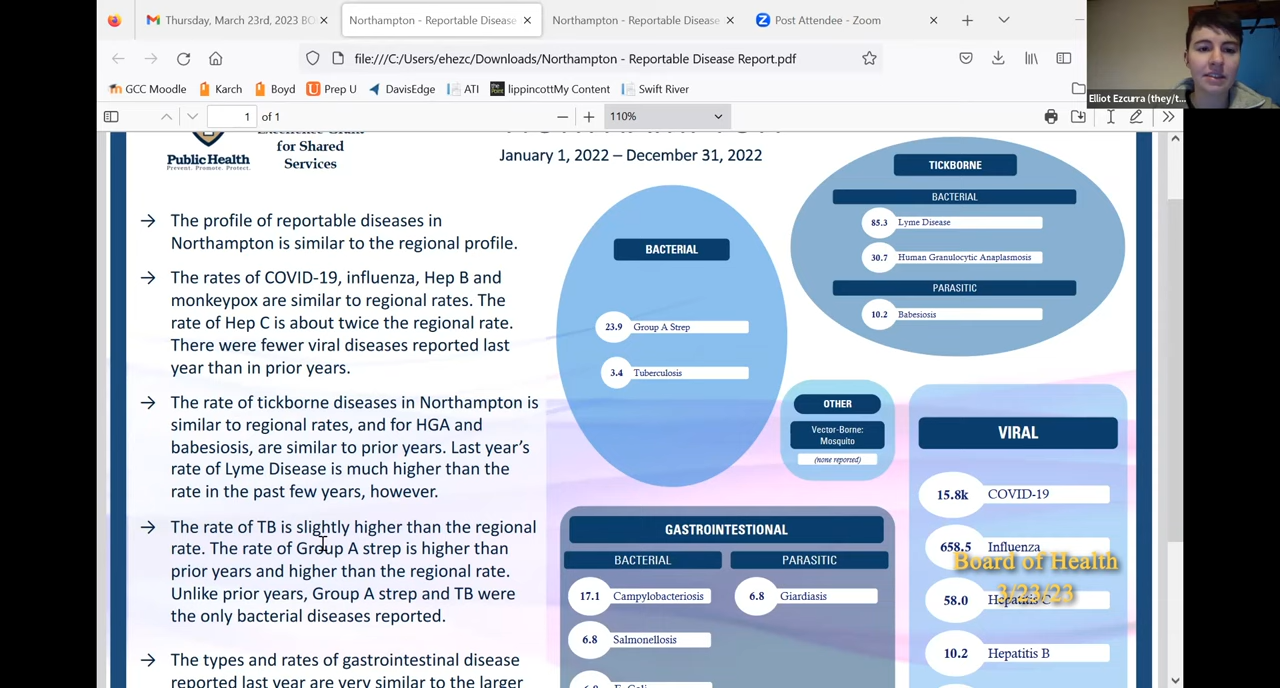 Thursday, March 23rd, 2023 BO
Northampton - Reportable Disease
Northampton - Reportable Disease
Post Attendee - Zoom
file:///C:/Users/ehezc/Downloads/Northampton - Reportable Disease Report.pdf
GCC Moodle
Karch
Boyd
Prep U
DavisEdge
ATI
lippincottMy Content
Swift River
Elliot Ezcurra (they/t...
1 of 1
110%
for Shared
Services
Public Health
Prevent. Promote. Protect.
January 1, 2022 – December 31, 2022
→ The profile of reportable diseases in
Northampton is similar to the regional profile.
→ The rates of COVID-19, influenza, Hep B and
monkeypox are similar to regional rates. The
rate of Hep C is about twice the regional rate.
There were fewer viral diseases reported last
year than in prior years.
→ The rate of tickborne diseases in Northampton is
similar to regional rates, and for HGA and
babesiosis, are similar to prior years. Last year’s
rate of Lyme Disease is much higher than the
rate in the past few years, however.
→ The rate of TB is slightly higher than the regional
rate. The rate of Group A strep is higher than
prior years and higher than the regional rate.
Unlike prior years, Group A strep and TB were
the only bacterial diseases reported.
→ The types and rates of gastrointestinal disease
reported last year are very similar to the larger
BACTERIAL
23.9 Group A Strep
3.4 Tuberculosis
TICKBORNE
BACTERIAL
85.3 Lyme Disease
30.7 Human Granulocytic Anaplasmosis
PARASITIC
10.2 Babesiosis
OTHER
Vector-Borne:
Mosquito
(none reported)
GASTROINTESTIONAL
BACTERIAL
17.1 Campylobacteriosis
6.8 Salmonellosis
PARASITIC
6.8 Giardiasis
VIRAL
15.8k COVID-19
658.5 Influenza
58.0 Hepatitis C
10.2 Hepatitis B
Board of Health
3/23/23